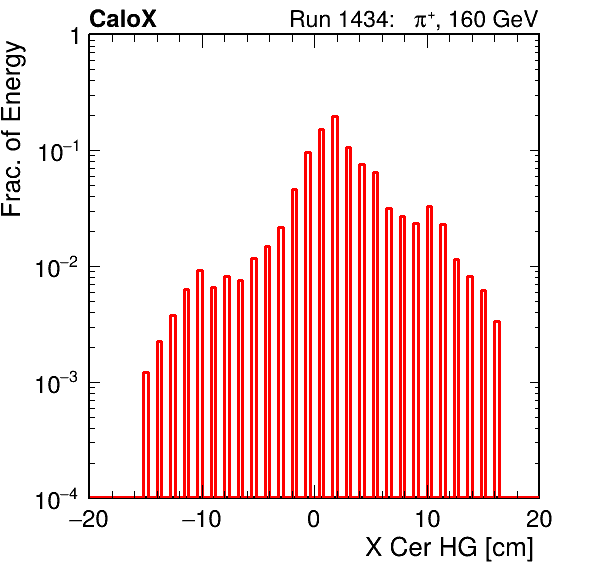 CaloX Run 1434: π⁺, 160 GeV
Frac. of Energy
1
10⁻¹
10⁻²
10⁻³
10⁻⁴
−20 −10 0 10 20
X Cer HG [cm]